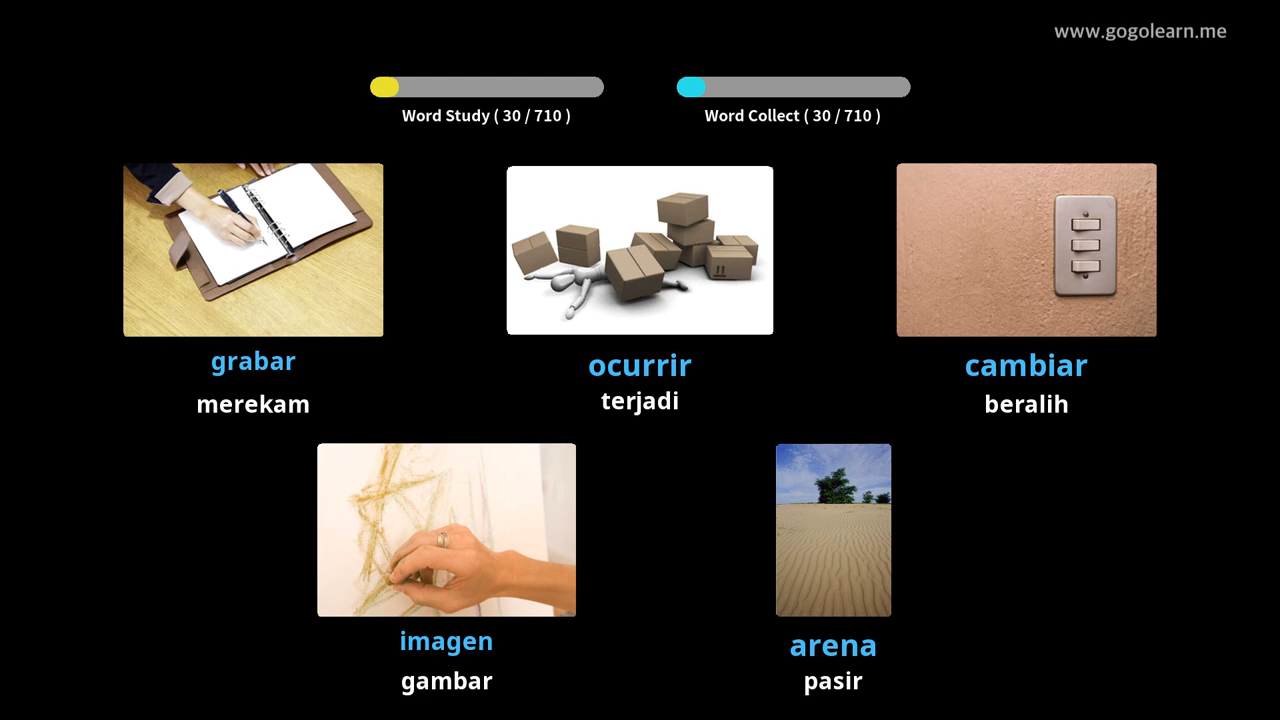 www.gogolearn.me
Word Study ( 30 / 710 )
Word Collect ( 30 / 710 )
grabar
merekam
ocurrir
terjadi
cambiar
beralih
imagen
gambar
arena
pasir